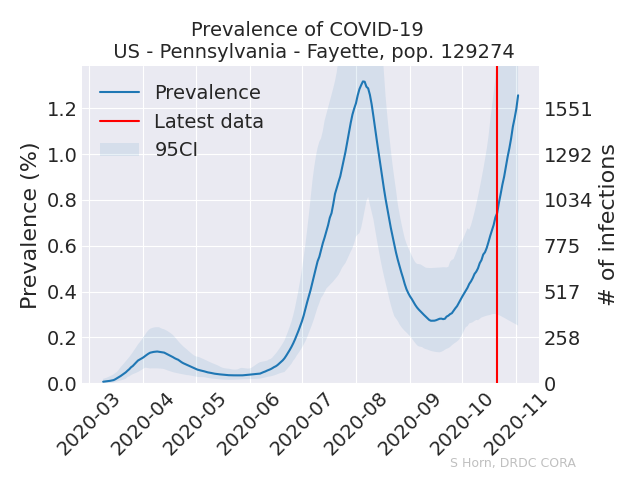 Prevalence of COVID-19
US - Pennsylvania - Fayette, pop. 129274
Prevalence
Latest data
95CI
Prevalence (%)
1.2
1.0
0.8
0.6
0.4
0.2
0.0
1551
1292
1034
775
517
258
0
# of infections
2020-03
2020-04
2020-05
2020-06
2020-07
2020-08
2020-09
2020-10
2020-11
S Horn, DRDC CORA